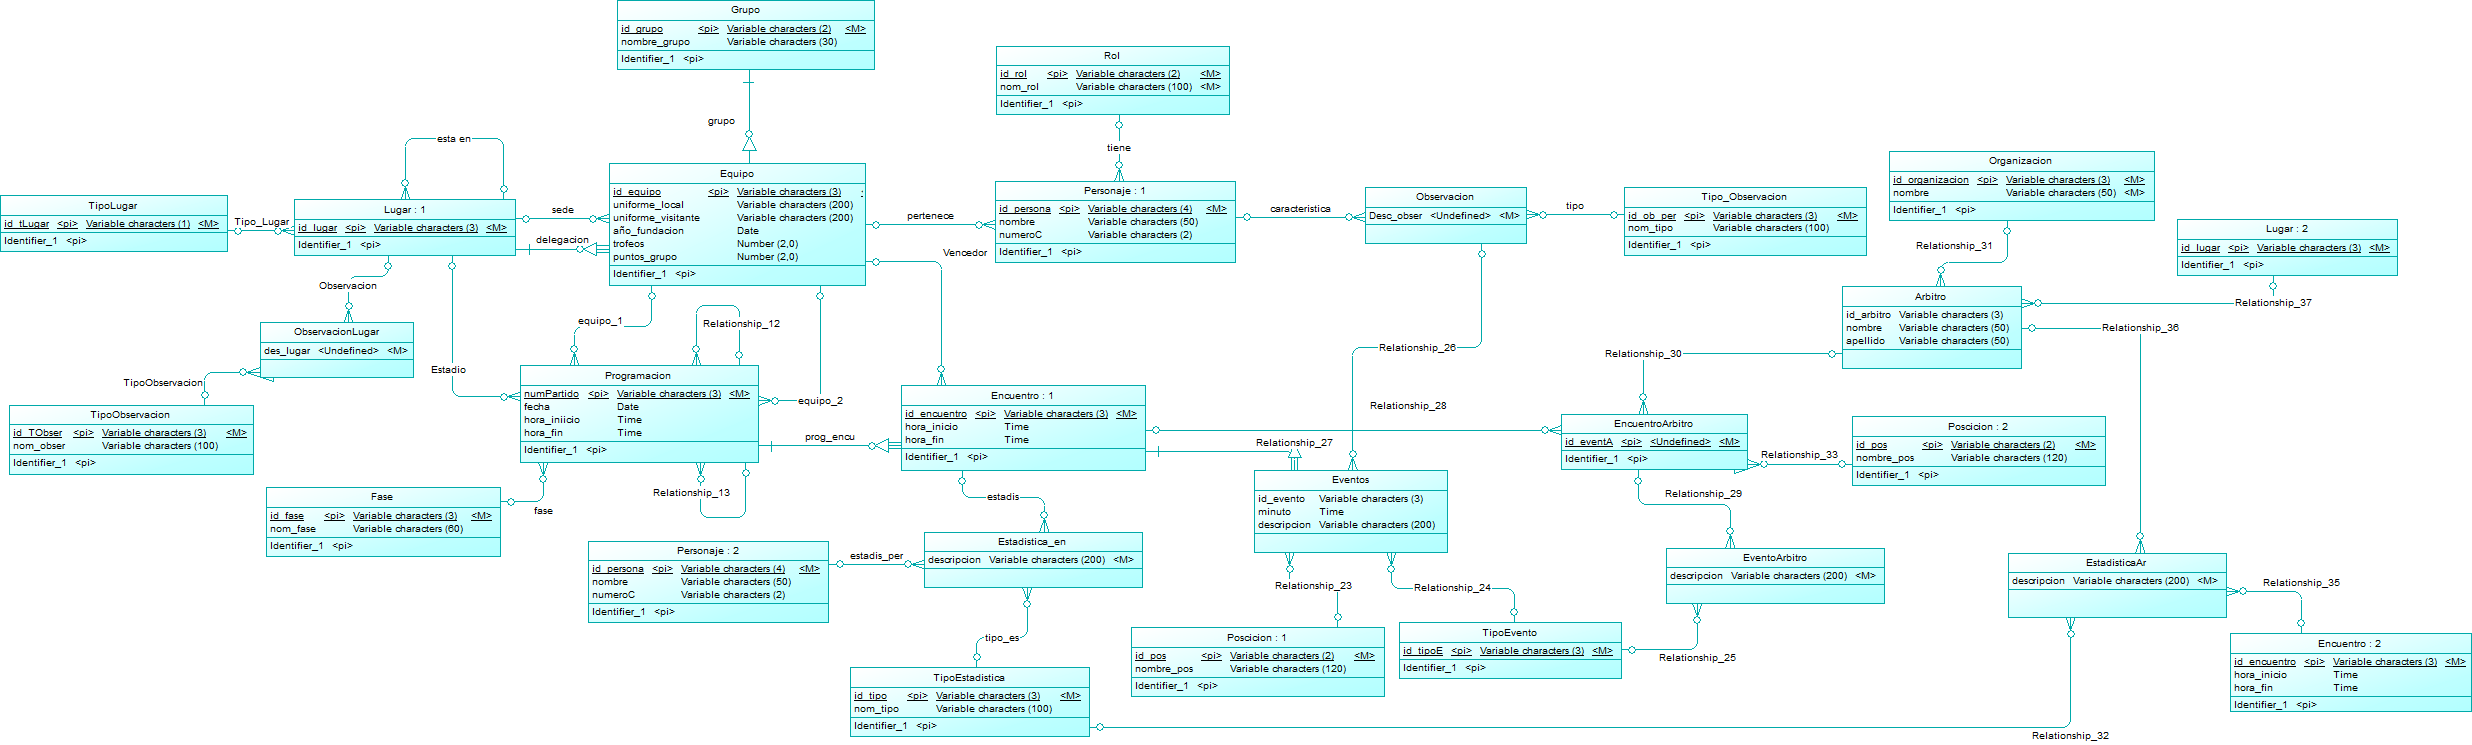 Grupo
id_grupo <pi> Variable characters (2) <M>
nombre_grupo Variable characters (30)
Identifier_1 <pi>
grupo
Rol
id_rol <pi> Variable characters (2) <M>
nom_rol Variable characters (100) <M>
Identifier_1 <pi>
tiene
esta en
TipoLugar
id_tLugar <pi> Variable characters (1) <M>
Identifier_1 <pi>
Tipo_Lugar
Lugar : 1
id_lugar <pi> Variable characters (3) <M>
Identifier_1 <pi>
sede
delegacion
Equipo
id_equipo <pi> Variable characters (3)
uniforme_local Variable characters (200)
uniforme_visitante Variable characters (200)
año_fundacion Date
trofeos Number (2,0)
puntos_grupo Number (2,0)
Identifier_1 <pi>
pertenece
Vencedor
Personaje : 1
id_persona <pi> Variable characters (4) <M>
nombre Variable characters (50)
numeroC Variable characters (2)
Identifier_1 <pi>
caracteristica
Observacion
Desc_obser <Undefined> <M>
tipo
Tipo_Observacion
id_ob_per <pi> Variable characters (3) <M>
nom_tipo Variable characters (100)
Identifier_1 <pi>
Organizacion
id_organizacion <pi> Variable characters (3) <M>
nombre Variable characters (50) <M>
Identifier_1 <pi>
Relationship_31
Lugar : 2
id_lugar <pi> Variable characters (3) <M>
Identifier_1 <pi>
Relationship_37
Arbitro
id_arbitro Variable characters (3)
nombre Variable characters (50)
apellido Variable characters (50)
Relationship_36
Relationship_30
Observacion
ObservacionLugar
des_lugar <Undefined> <M>
TipoObservacion
TipoObservacion
id_TObser <pi> Variable characters (3) <M>
nom_obser Variable characters (100)
Identifier_1 <pi>
Estadio
equipo_1
Relationship_12
equipo_2
Programacion
numPartido <pi> Variable characters (3) <M>
fecha Date
hora_iniicio Time
hora_fin Time
Identifier_1 <pi>
prog_encu
Relationship_13
fase
Fase
id_fase <pi> Variable characters (3) <M>
nom_fase Variable characters (60)
Identifier_1 <pi>
Encuentro : 1
id_encuentro <pi> Variable characters (3) <M>
hora_inicio Time
hora_fin Time
Identifier_1 <pi>
Relationship_26
Relationship_28
Relationship_27
estadis
EncuentroArbitro
id_eventA <pi> <Undefined> <M>
Identifier_1 <pi>
Relationship_33
Poscicion : 2
id_pos <pi> Variable characters (2) <M>
nombre_pos Variable characters (120)
Identifier_1 <pi>
Relationship_29
Eventos
id_evento Variable characters (3)
minuto Time
descripcion Variable characters (200)
Personaje : 2
id_persona <pi> Variable characters (4) <M>
nombre Variable characters (50)
numeroC Variable characters (2)
Identifier_1 <pi>
estadis_per
Estadistica_en
descripcion Variable characters (200) <M>
tipo_es
Relationship_23
Relationship_24
EventoArbitro
descripcion Variable characters (200) <M>
EstadisticaAr
descripcion Variable characters (200) <M>
Relationship_35
Poscicion : 1
id_pos <pi> Variable characters (2) <M>
nombre_pos Variable characters (120)
Identifier_1 <pi>
TipoEvento
id_tipoE <pi> Variable characters (3) <M>
Identifier_1 <pi>
Relationship_25
TipoEstadistica
id_tipo <pi> Variable characters (3) <M>
nom_tipo Variable characters (100)
Identifier_1 <pi>
Encuentro : 2
id_encuentro <pi> Variable characters (3) <M>
hora_inicio Time
hora_fin Time
Identifier_1 <pi>
Relationship_32